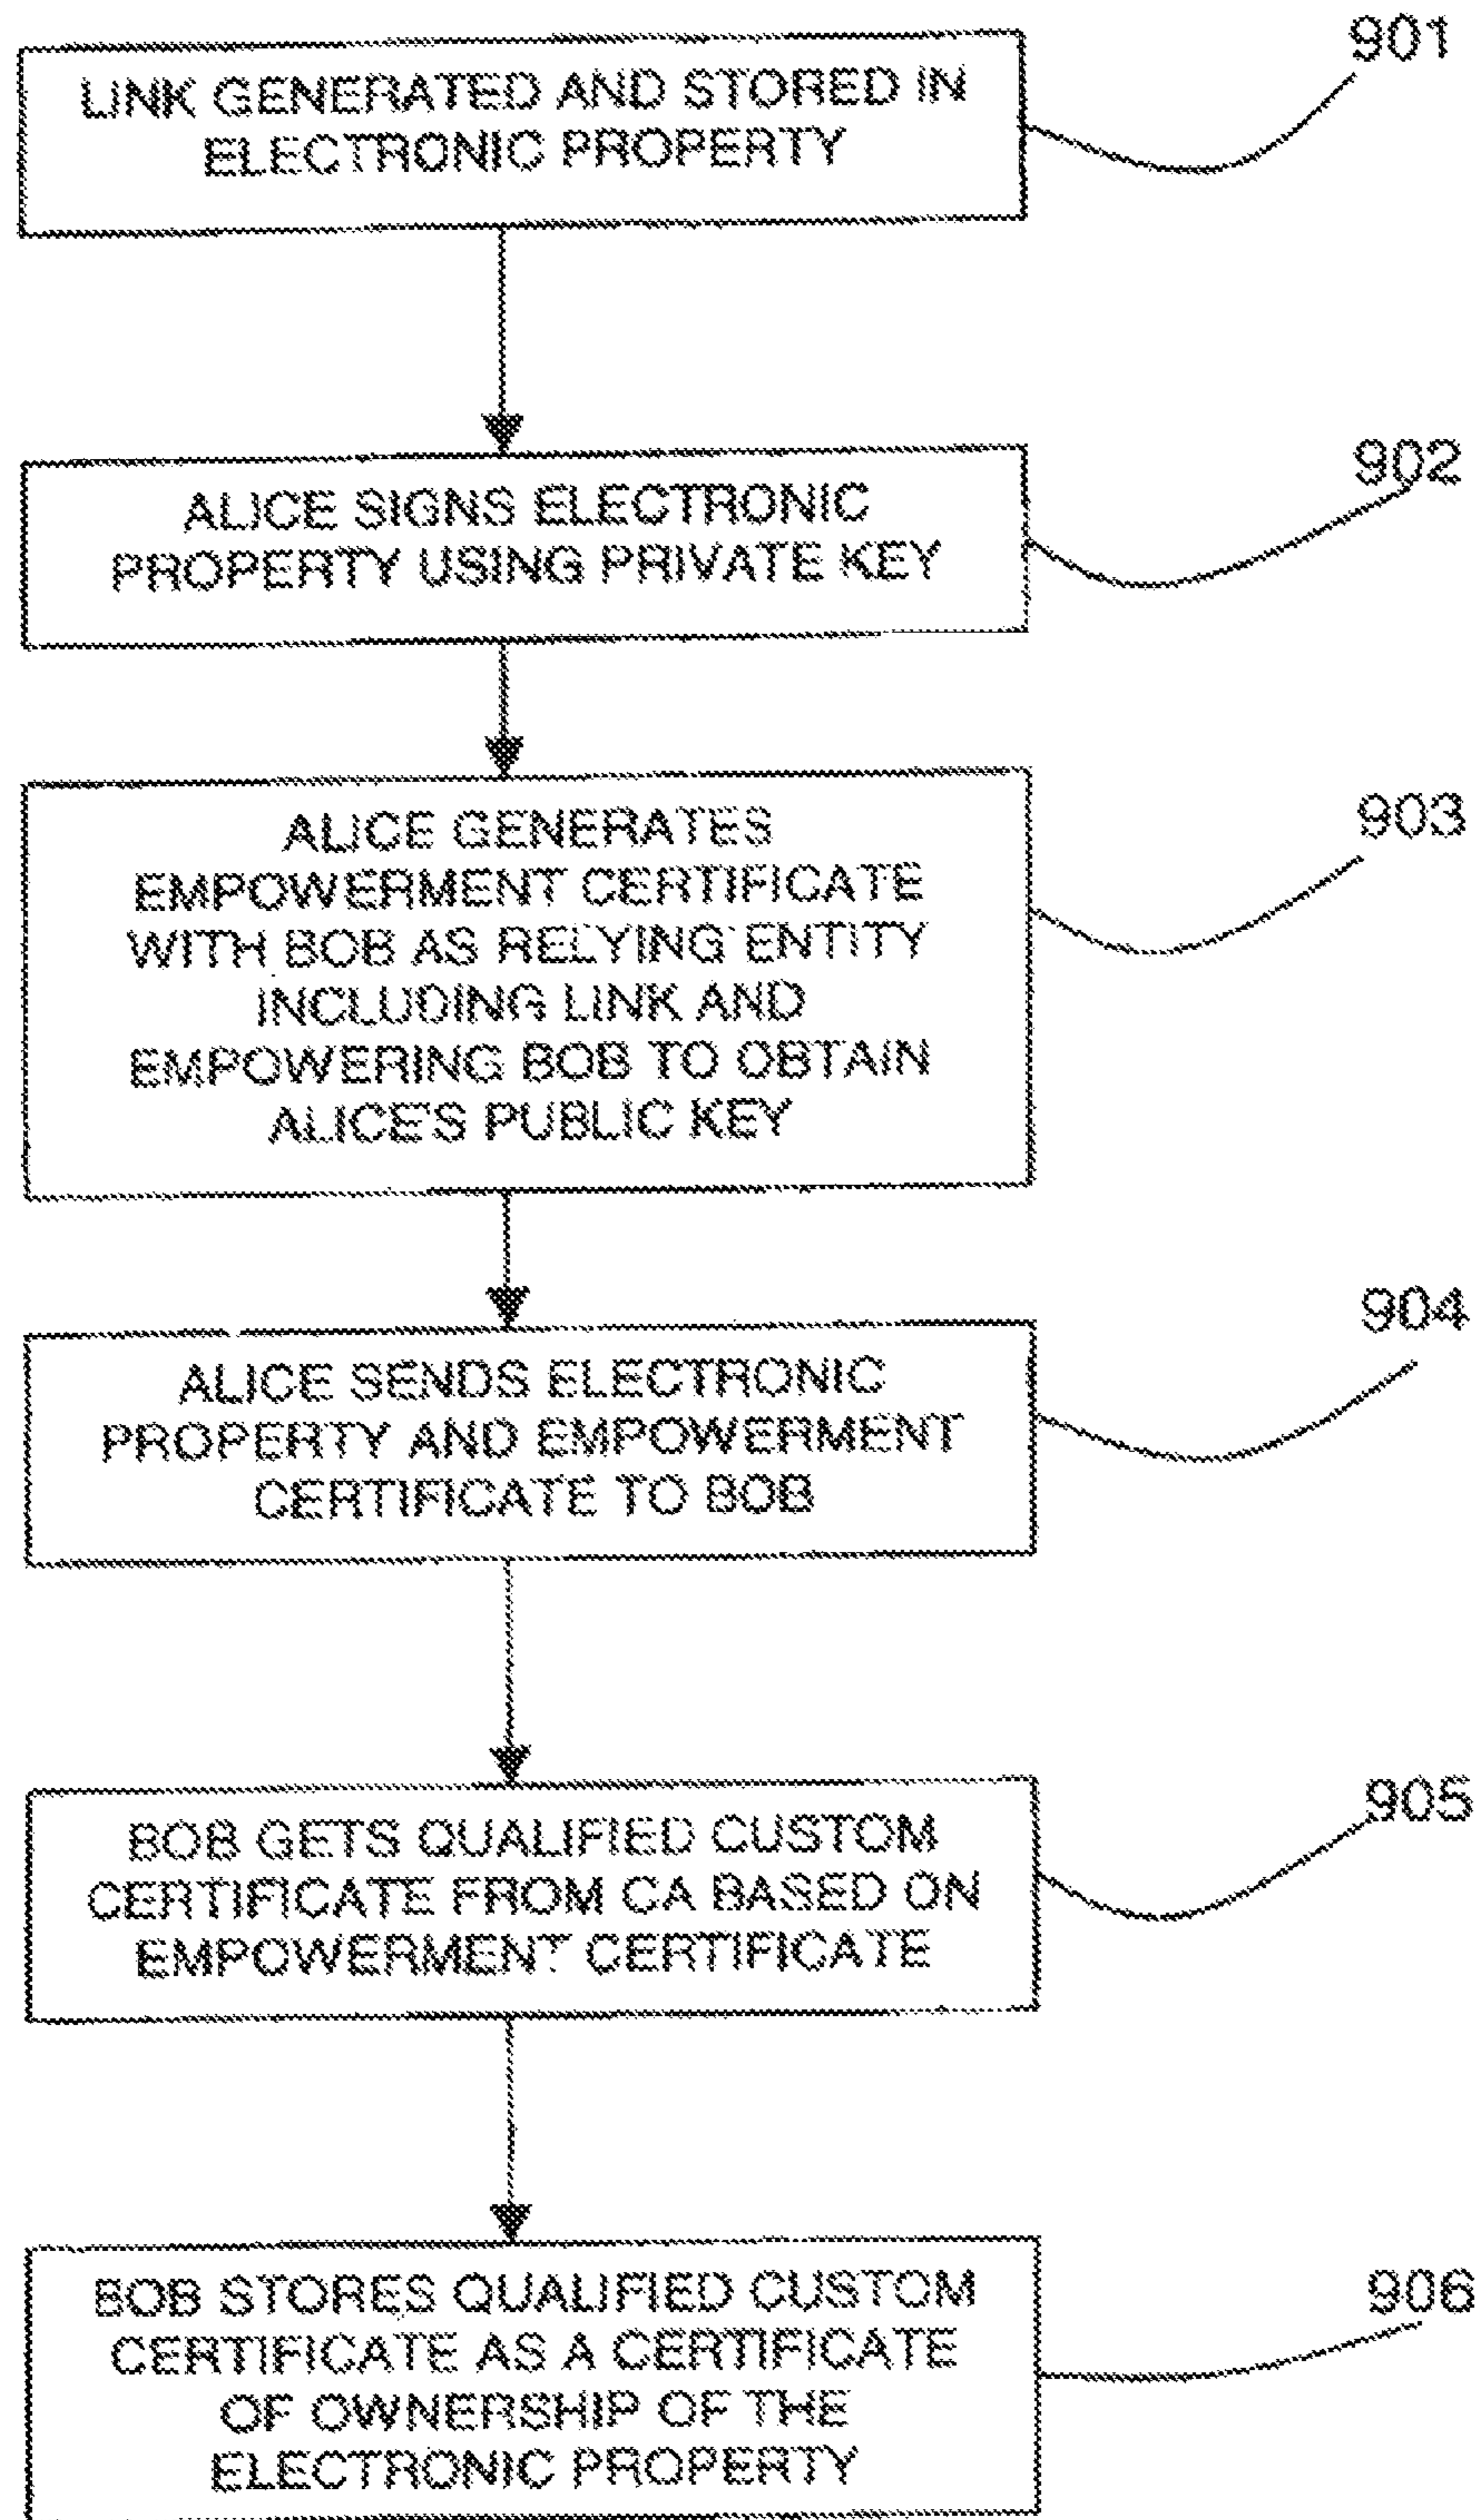 901
LINK GENERATED AND STORED IN
ELECTRONIC PROPERTY
902
ALICE SIGNS ELECTRONIC
PROPERTY USING PRIVATE KEY
903
ALICE GENERATES
EMPOWERMENT CERTIFICATE
WITH BOB AS RELYING ENTITY
INCLUDING LINK AND
EMPOWERING BOB TO OBTAIN
ALICE'S PUBLIC KEY
904
ALICE SENDS ELECTRONIC
PROPERTY AND EMPOWERMENT
CERTIFICATE TO BOB
905
BOB GETS QUALIFIED CUSTOM
CERTIFICATE FROM CA BASED ON
EMPOWERMENT CERTIFICATE
906
BOB STORES QUALIFIED CUSTOM
CERTIFICATE AS A CERTIFICATE
OF OWNERSHIP OF THE
ELECTRONIC PROPERTY